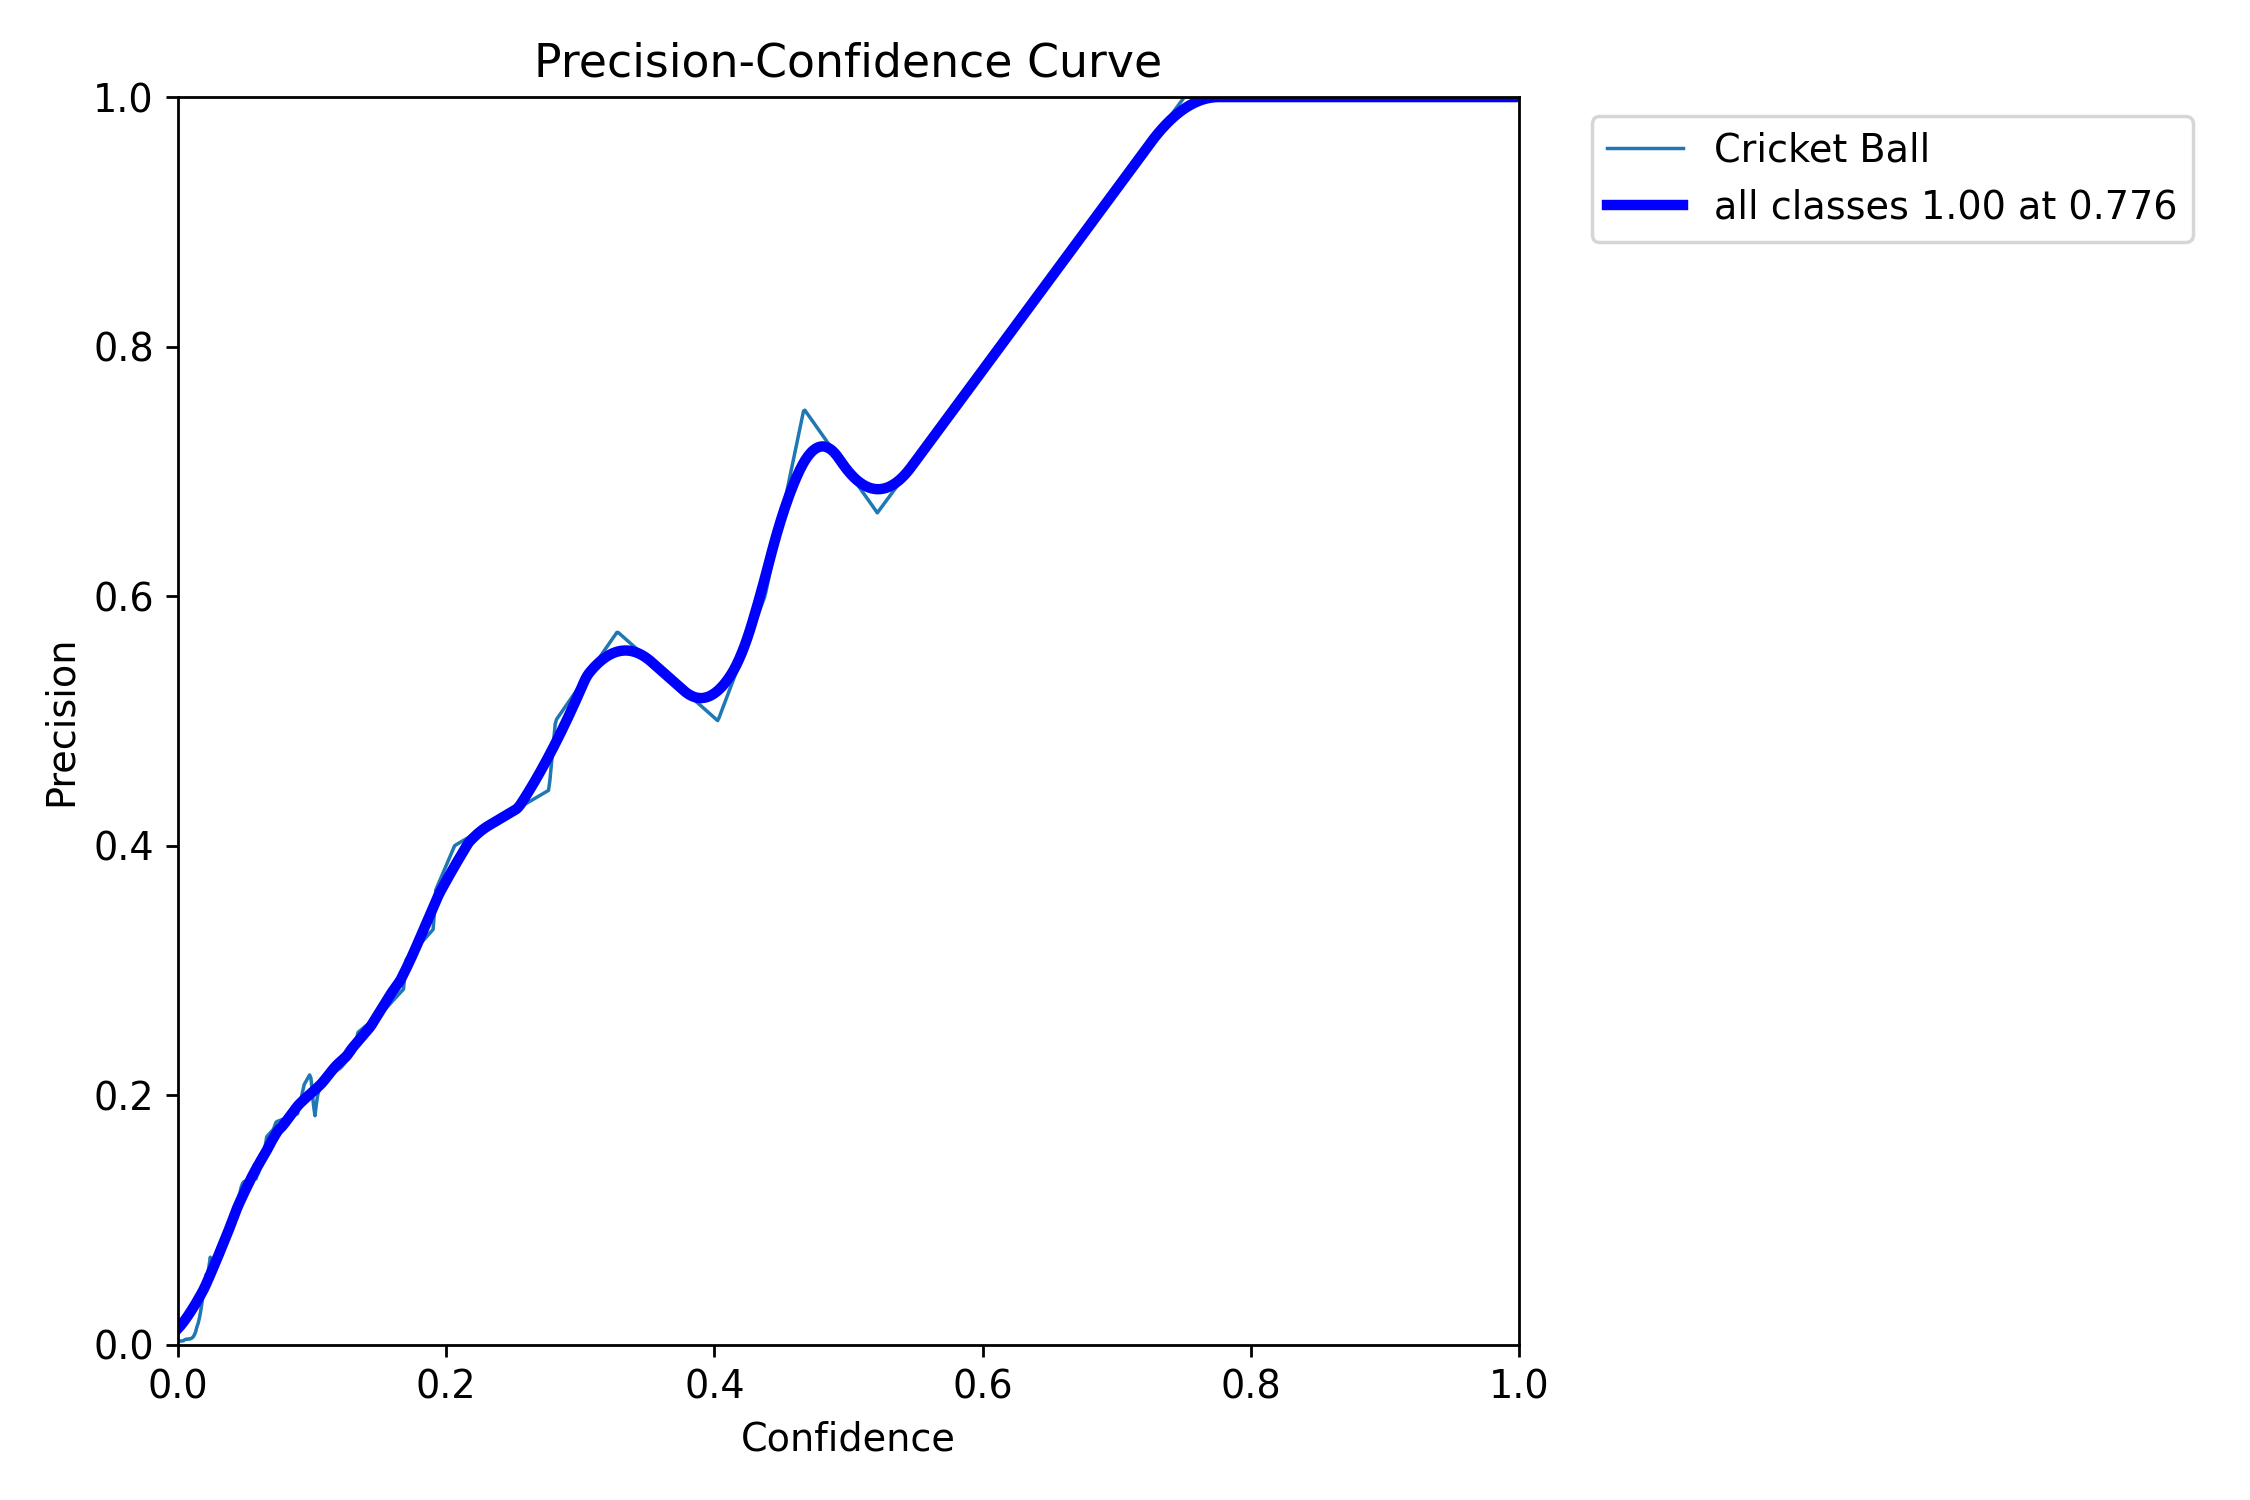 Precision-Confidence Curve
Cricket Ball
all classes 1.00 at 0.776
1.0
0.8
0.6
0.4
0.2
0.0
Precision
0.0 0.2 0.4 0.6 0.8 1.0
Confidence